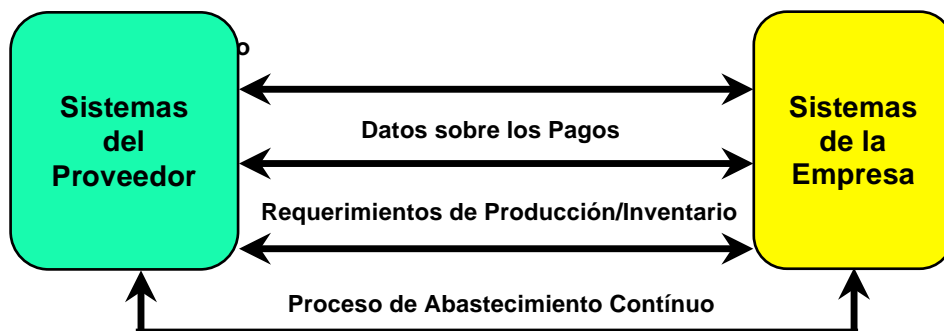 Sistemas
del
Proveedor
Datos sobre los Pagos
Requerimientos de Producción/Inventario
Proceso de Abastecimiento Contínuo
Sistemas
de la
Empresa